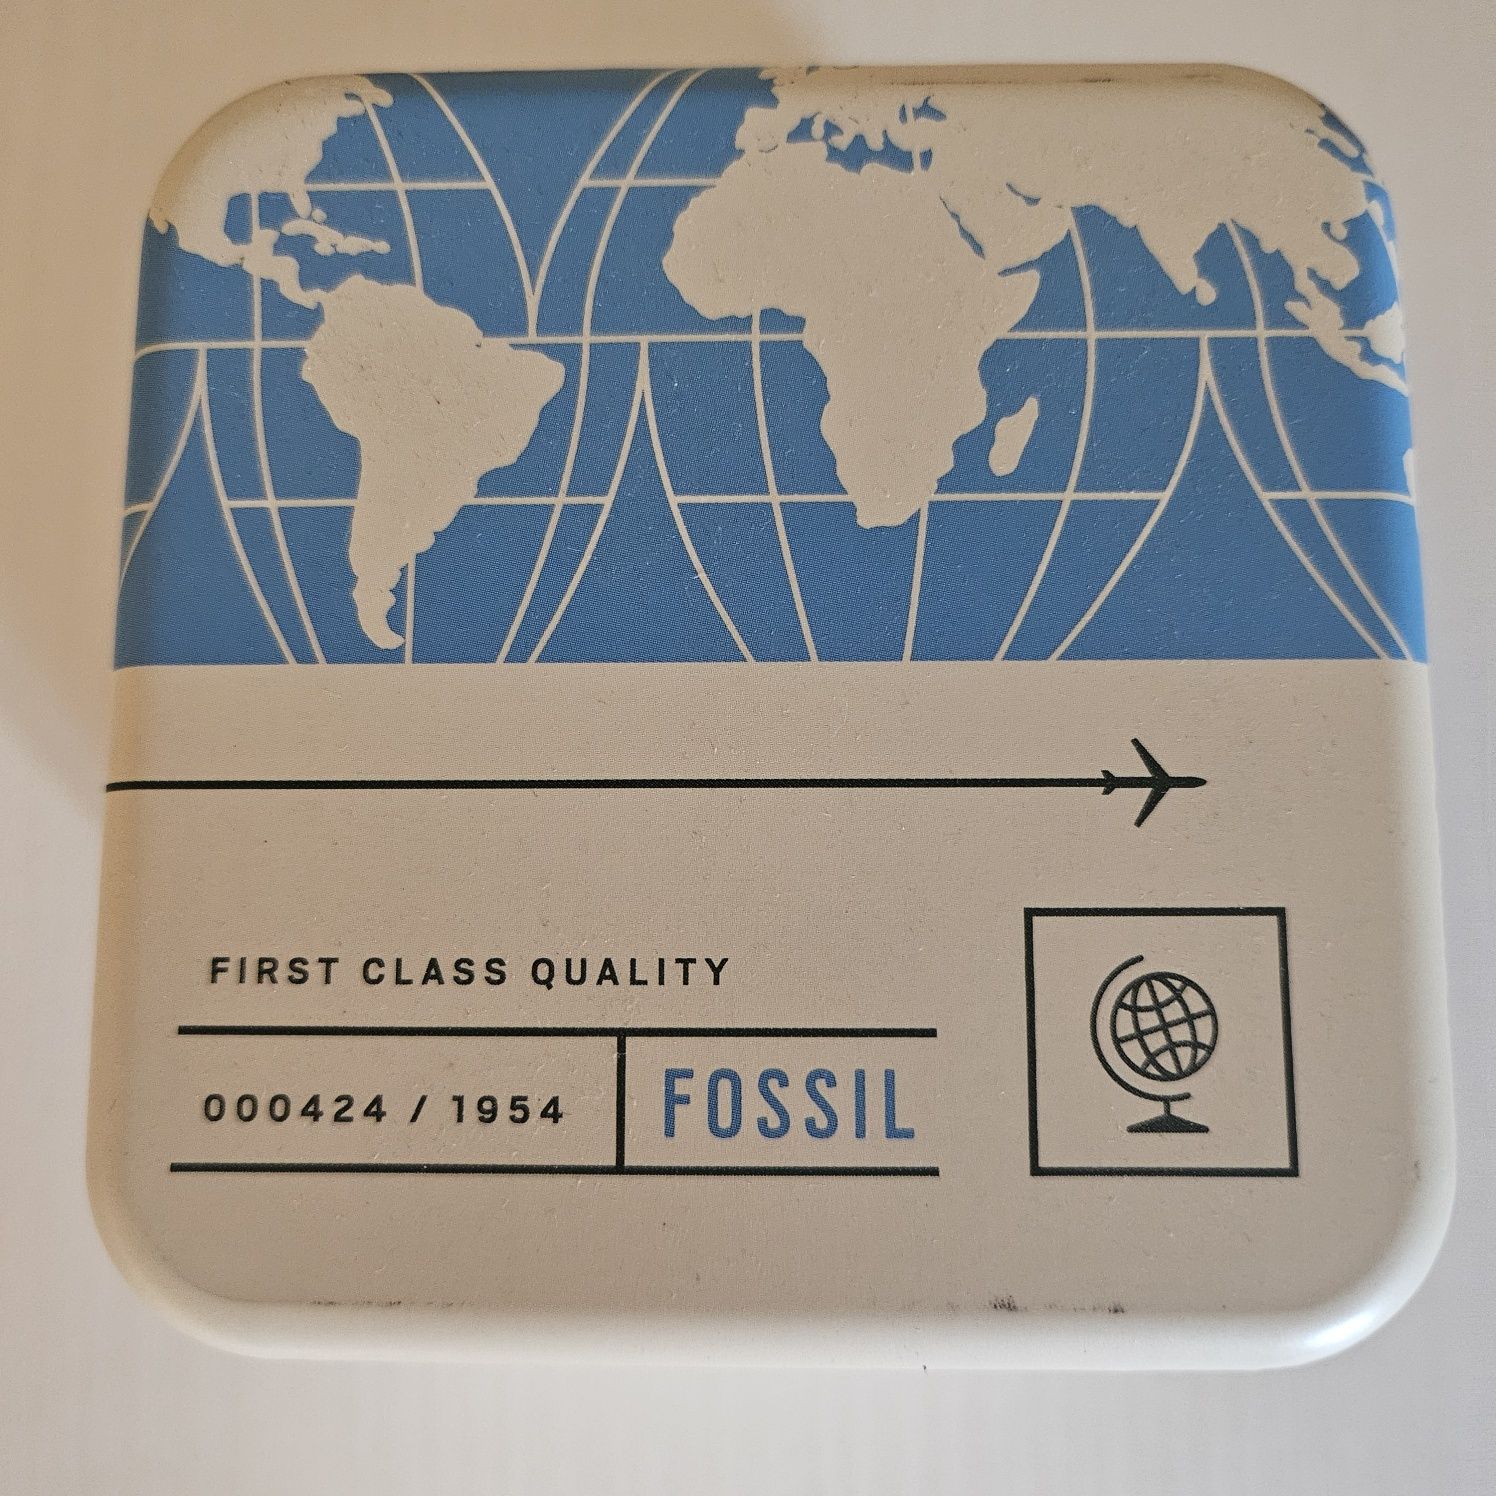 FIRST CLASS QUALITY
000424 / 1954
FOSSIL